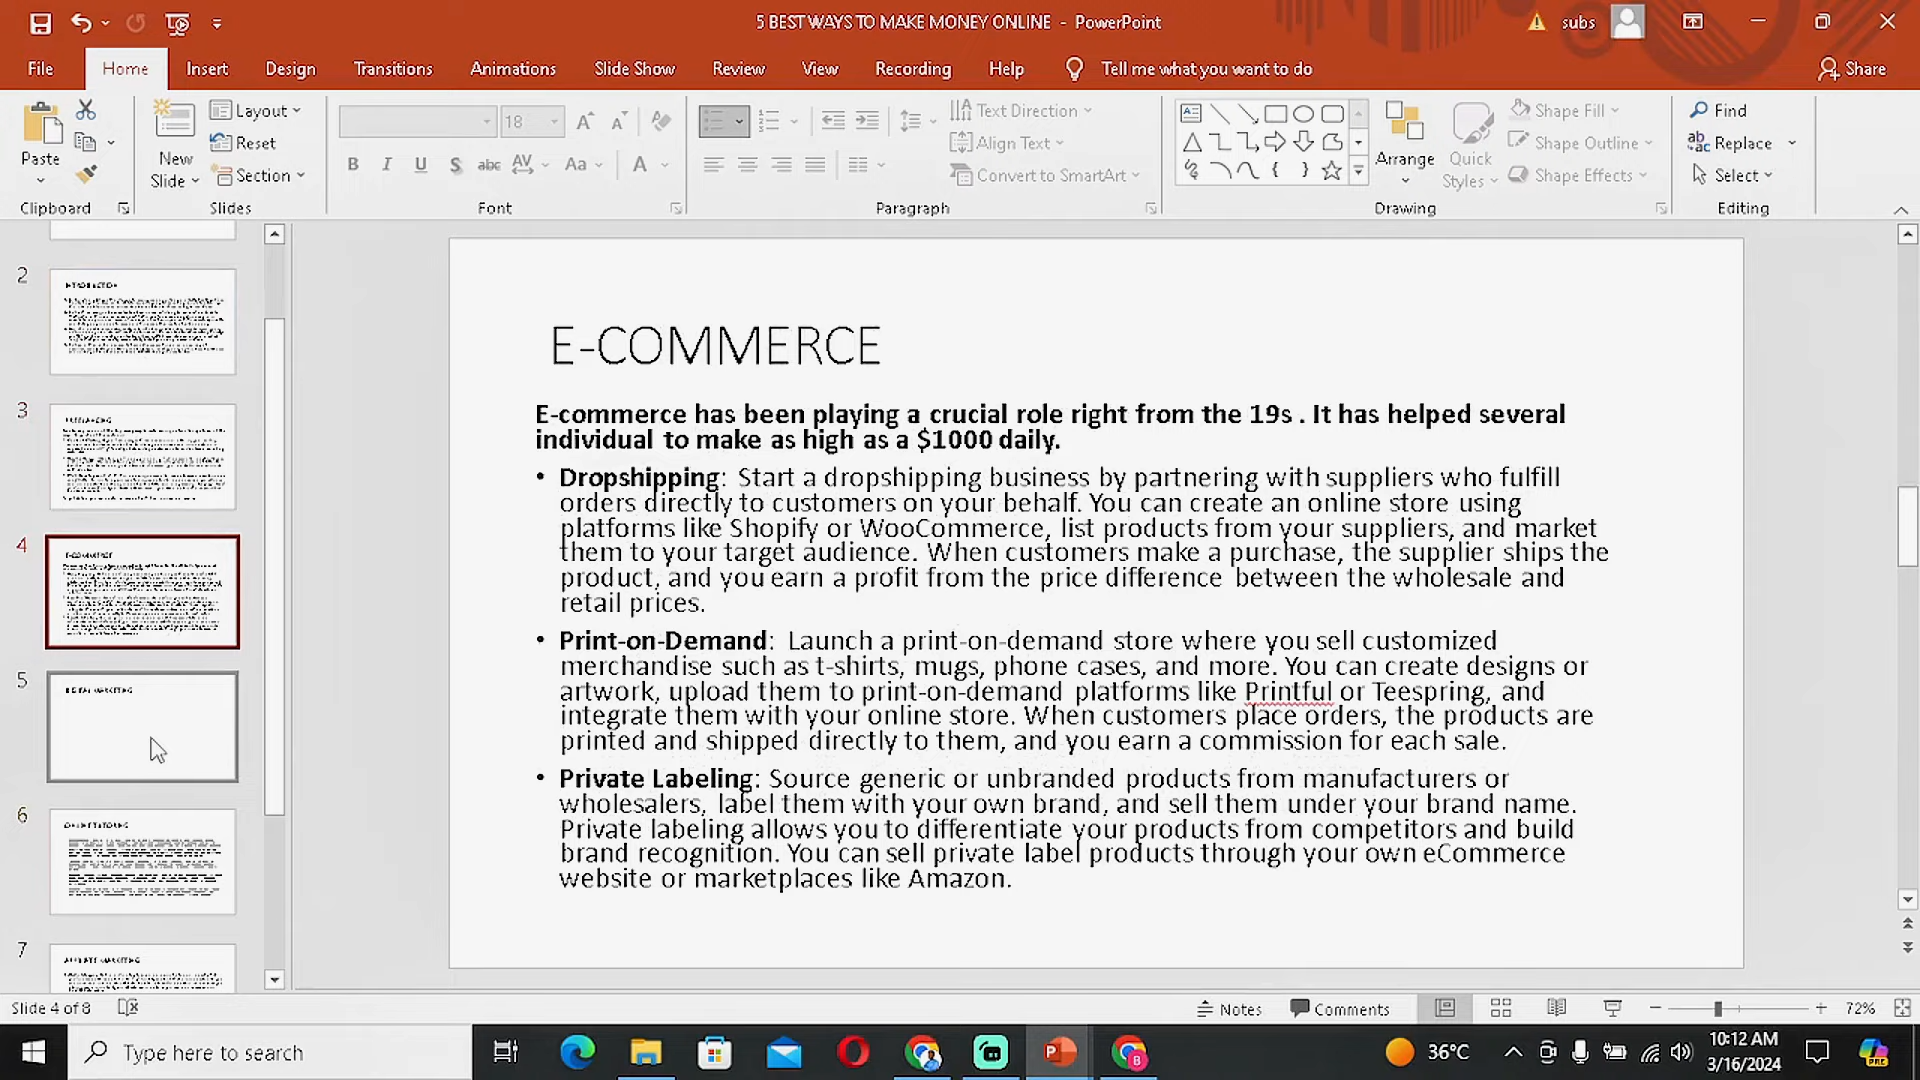 5 BEST WAYS TO MAKE MONEY ONLINE - PowerPoint
subs
File Home Insert Design Transitions Animations Slide Show Review View Recording Help Tell me what you want to do Share
Paste
Clipboard
New
Slide
Layout
Reset
Section
Slides
18
B I U S abc AV Aa A
Font
Text Direction
Align Text
Convert to SmartArt
Paragraph
Arrange
Quick
Styles
Shape Fill
Shape Outline
Shape Effects
Drawing
Find
Replace
Select
Editing
2
INTRODUCTION
3
FREELANCING
4
E-COMMERCE
5
DIGITAL MARKETING
6
ONLINE TUTORING
7
AFFILIATE MARKETING
E-COMMERCE
E-commerce has been playing a crucial role right from the 19s . It has helped several
individual to make as high as a $1000 daily.
• Dropshipping: Start a dropshipping business by partnering with suppliers who fulfill
orders directly to customers on your behalf. You can create an online store using
platforms like Shopify or WooCommerce, list products from your suppliers, and market
them to your target audience. When customers make a purchase, the supplier ships the
product, and you earn a profit from the price difference between the wholesale and
retail prices.
• Print-on-Demand: Launch a print-on-demand store where you sell customized
merchandise such as t-shirts, mugs, phone cases, and more. You can create designs or
artwork, upload them to print-on-demand platforms like Printful or Teespring, and
integrate them with your online store. When customers place orders, the products are
printed and shipped directly to them, and you earn a commission for each sale.
• Private Labeling: Source generic or unbranded products from manufacturers or
wholesalers, label them with your own brand, and sell them under your brand name.
Private labeling allows you to differentiate your products from competitors and build
brand recognition. You can sell private label products through your own eCommerce
website or marketplaces like Amazon.
Slide 4 of 8
Notes Comments 72%
Type here to search
36°C
10:12 AM
3/16/2024